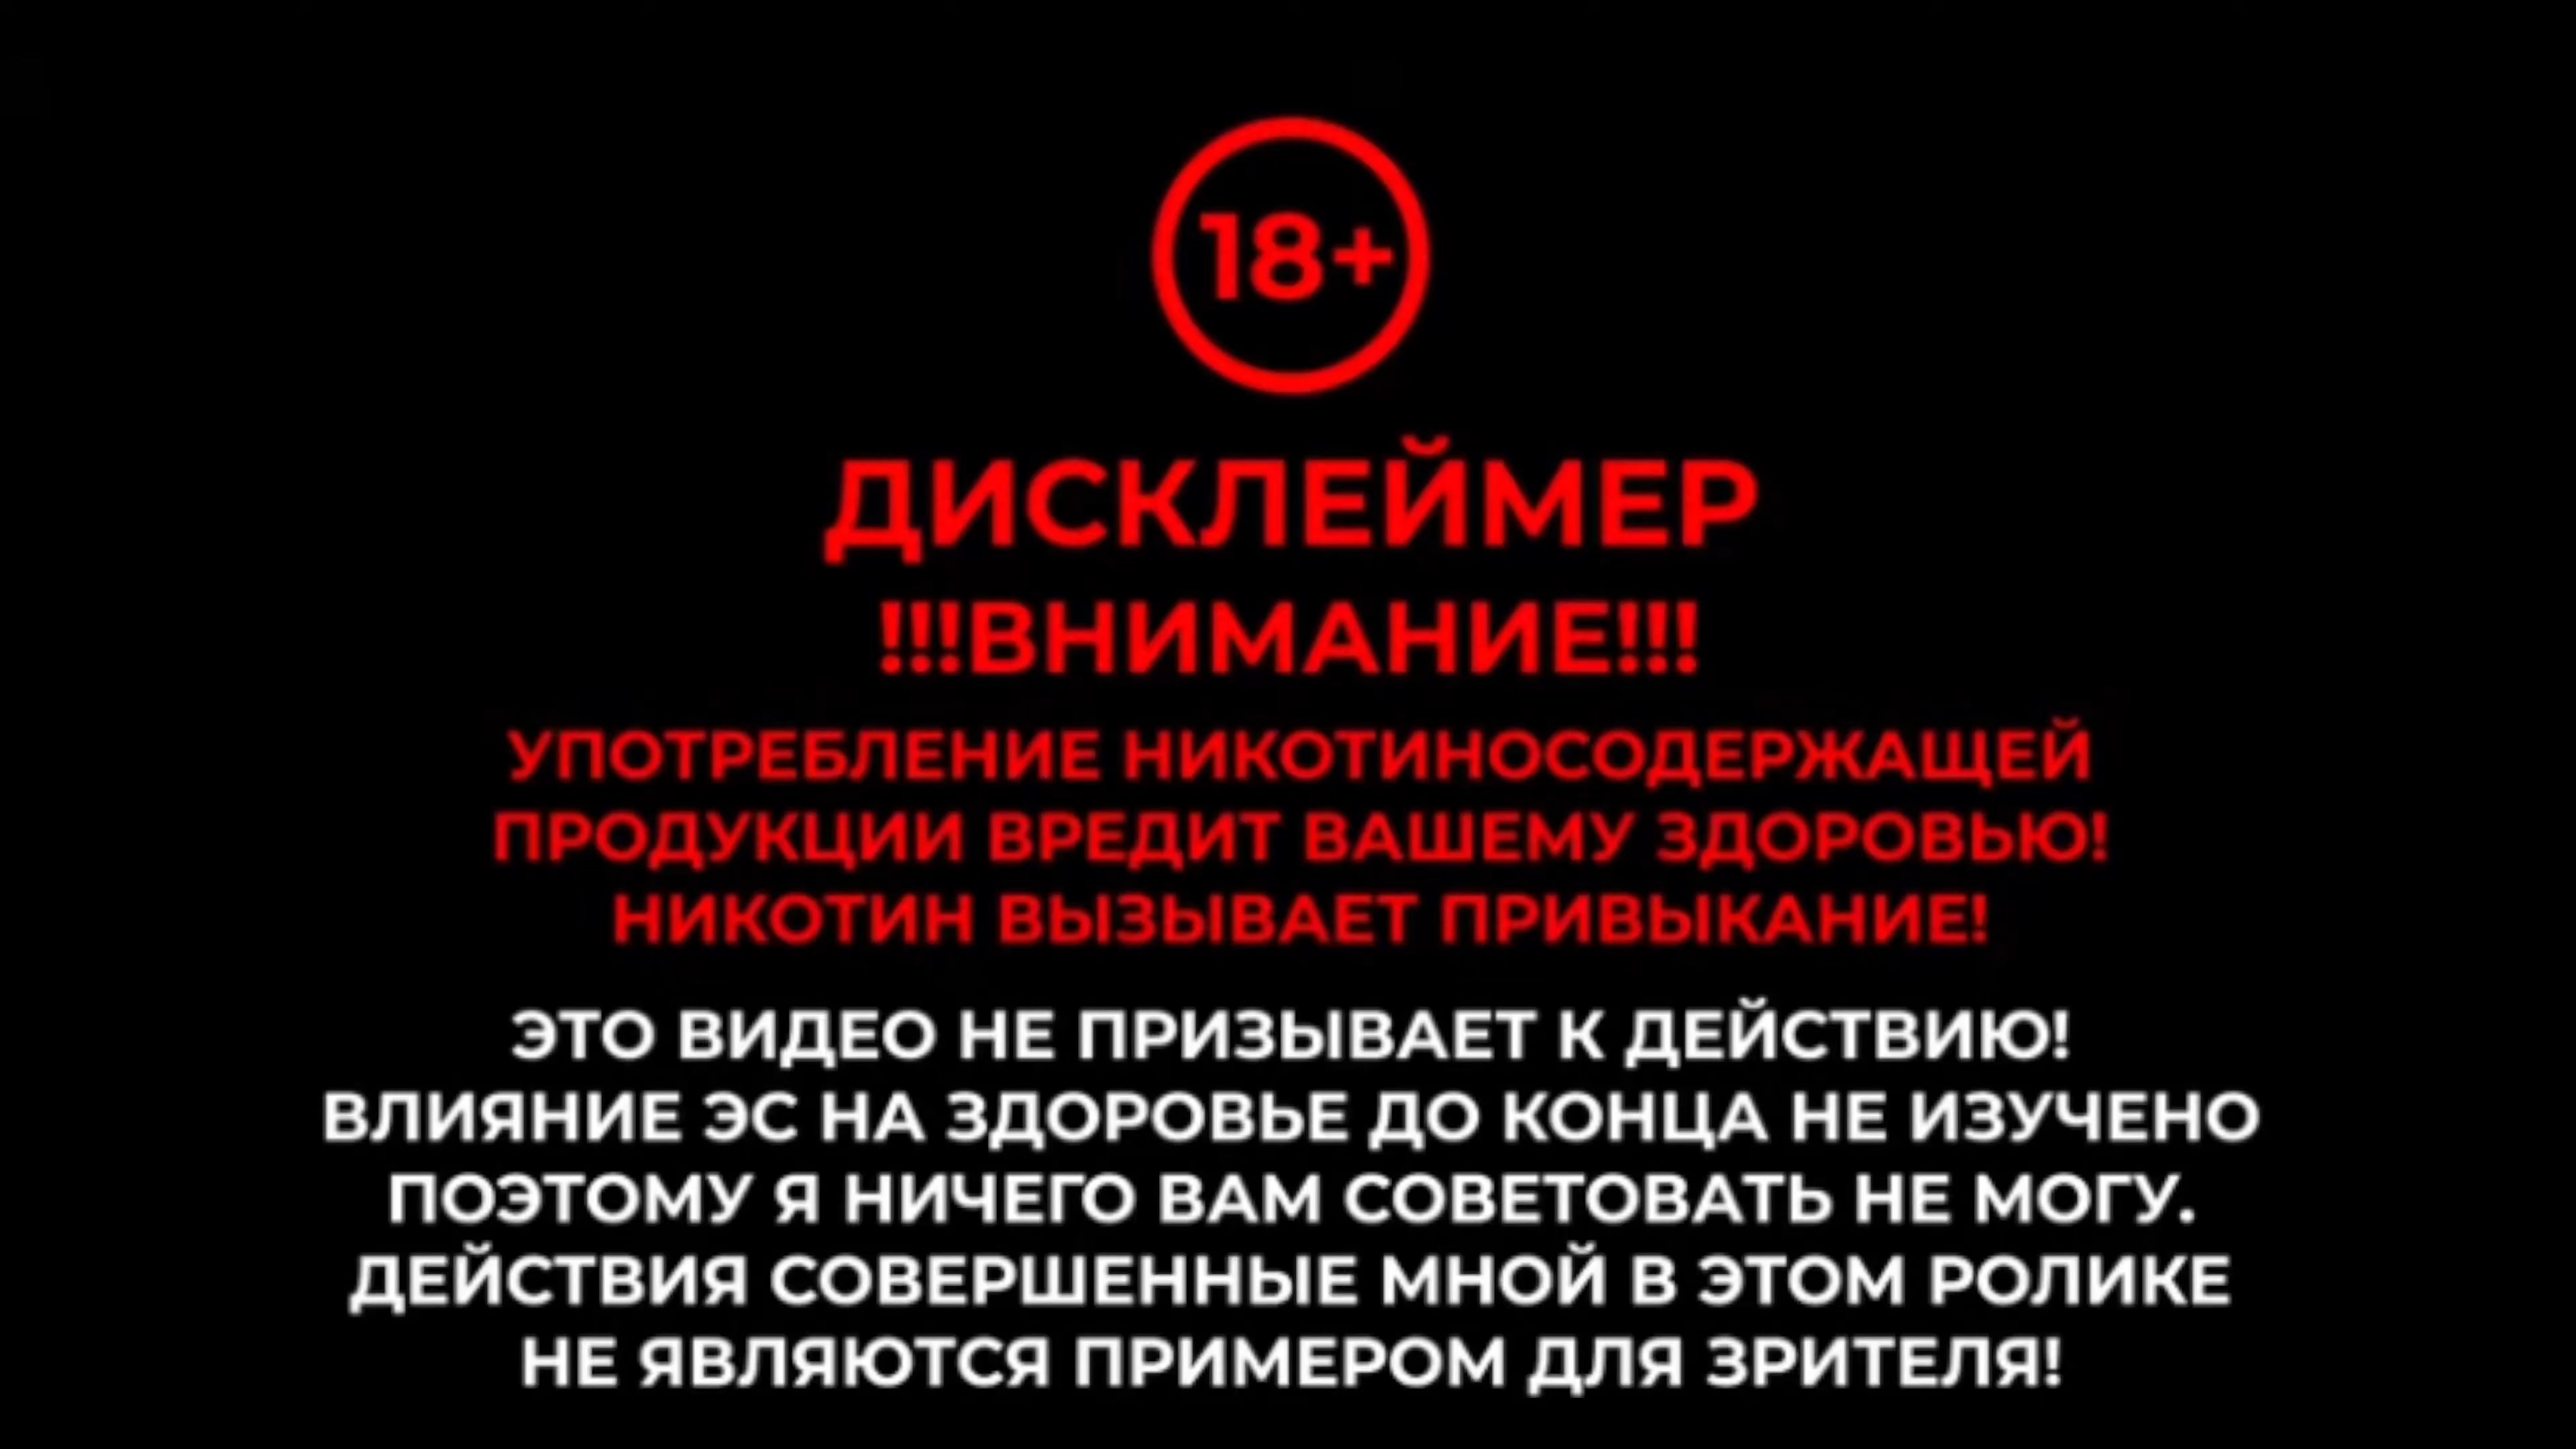 18+
ДИСКЛЕЙМЕР
!!!ВНИМАНИЕ!!!
УПОТРЕБЛЕНИЕ НИКОТИНОСОДЕРЖАЩЕЙ
ПРОДУКЦИИ ВРЕДИТ ВАШЕМУ ЗДОРОВЬЮ!
НИКОТИН ВЫЗЫВАЕТ ПРИВЫКАНИЕ!
ЭТО ВИДЕО НЕ ПРИЗЫВАЕТ К ДЕЙСТВИЮ!
ВЛИЯНИЕ ЭС НА ЗДОРОВЬЕ ДО КОНЦА НЕ ИЗУЧЕНО
ПОЭТОМУ Я НИЧЕГО ВАМ СОВЕТОВАТЬ НЕ МОГУ.
ДЕЙСТВИЯ СОВЕРШЕННЫЕ МНОЙ В ЭТОМ РОЛИКЕ
НЕ ЯВЛЯЮТСЯ ПРИМЕРОМ ДЛЯ ЗРИТЕЛЯ!